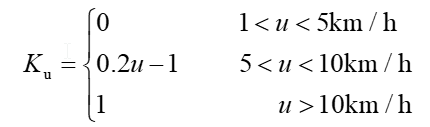 0 1 < u < 5km / h
K_u = { 0.2u − 1 5 < u < 10km / h
1 u > 10km / h